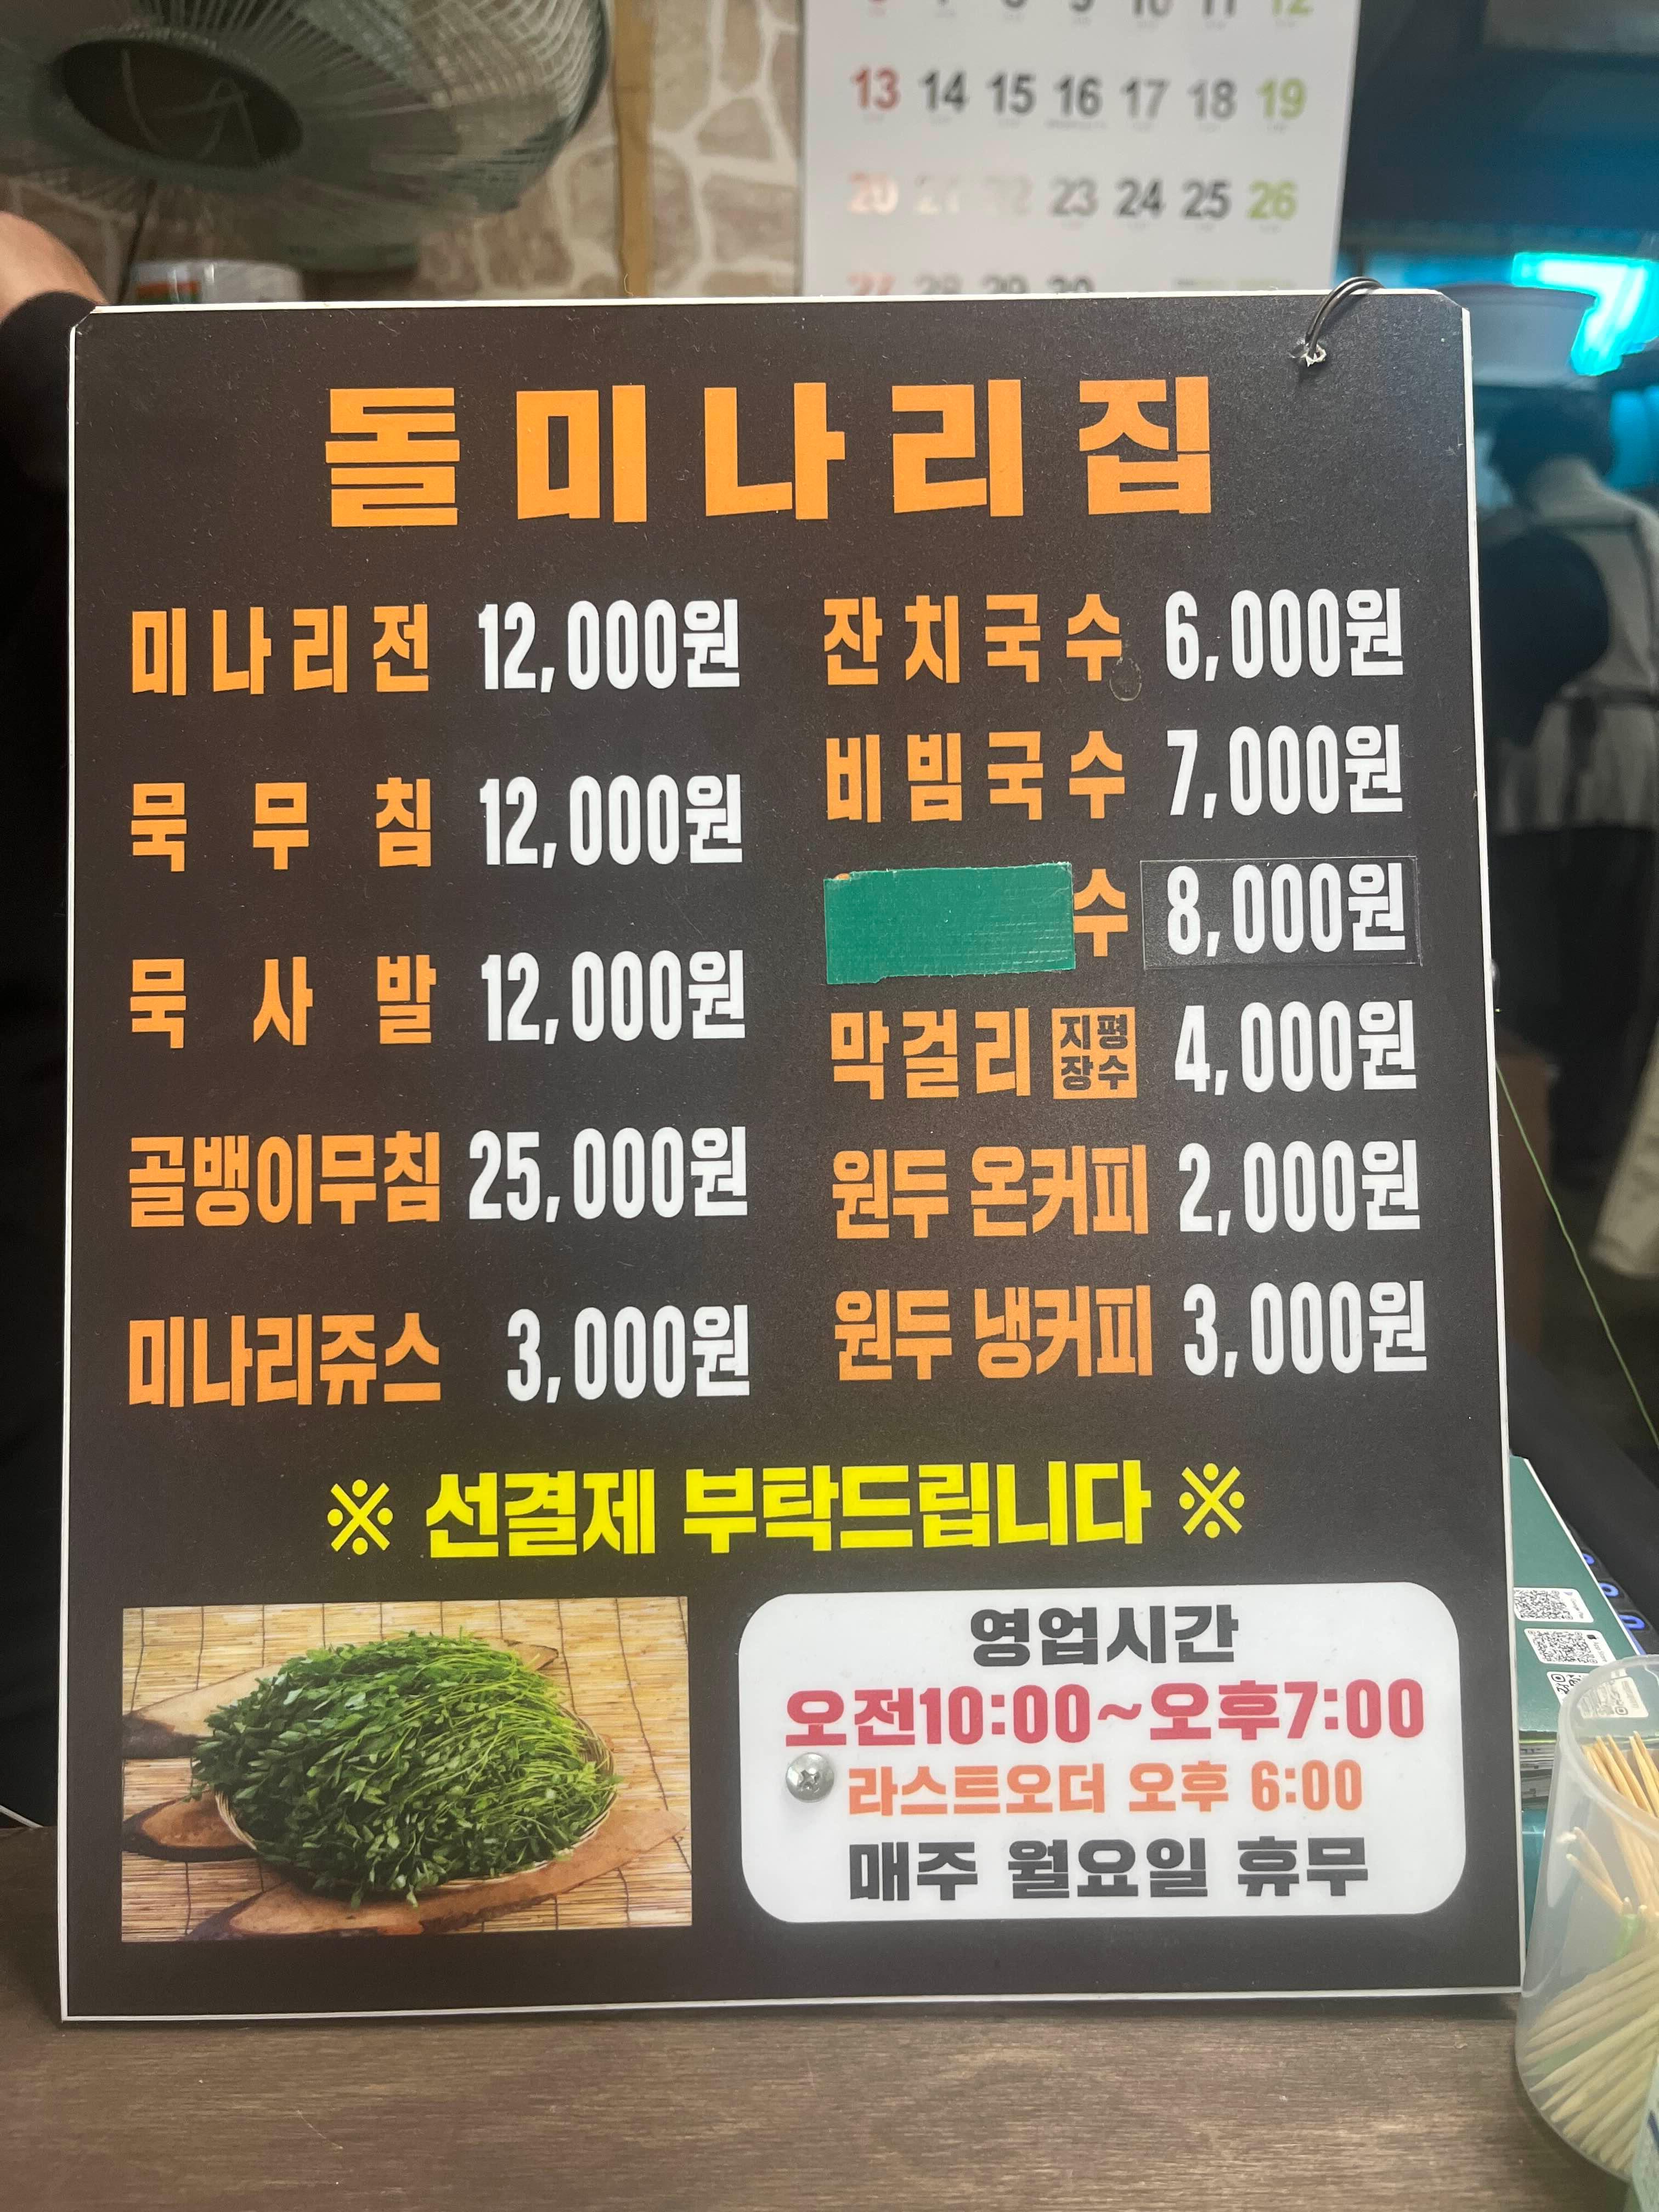 13 14 15 16 17 18 19
20 21 22 23 24 25 26
27 28 29 30
돌미나리집
미나리전 12,000원
묵무침 12,000원
묵사발 12,000원
골뱅이무침 25,000원
미나리쥬스 3,000원
잔치국수 6,000원
비빔국수 7,000원
수 8,000원
막걸리 지평 장수 4,000원
원두 온커피 2,000원
원두 냉커피 3,000원
※ 선결제 부탁드립니다 ※
영업시간
오전10:00~오후7:00
라스트오더 오후 6:00
매주 월요일 휴무